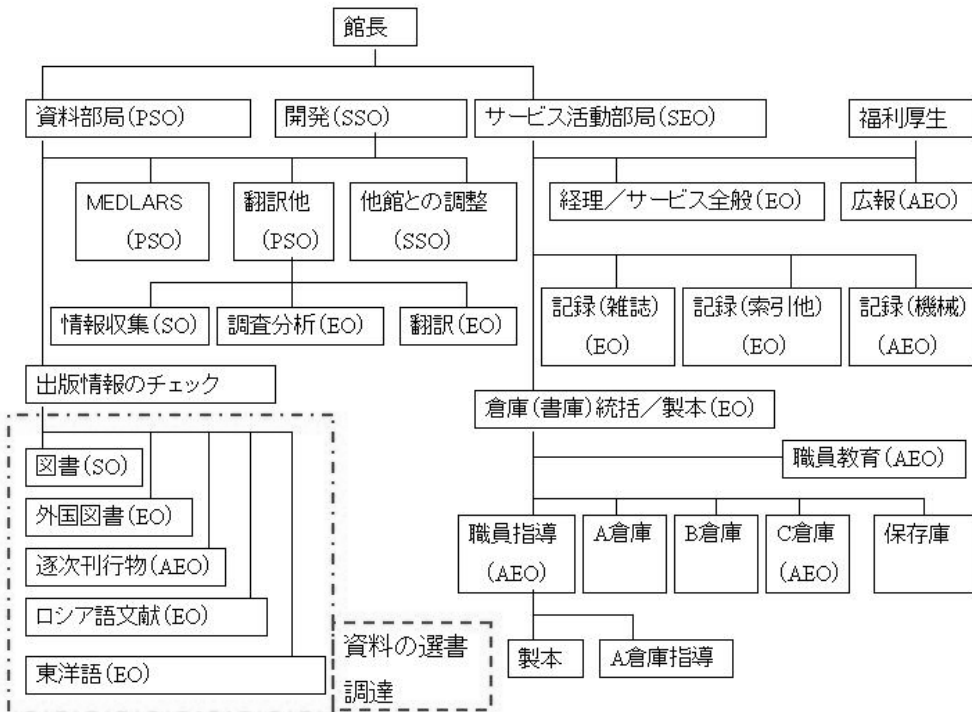 館長
資料部局(PSO)
開発(SSO)
サービス活動部局(SEO)
福利厚生
MEDLARS
(PSO)
翻訳他
(PSO)
他館との調整
(SSO)
経理／サービス全般(EO)
広報(AEO)
情報収集(SO)
調査分析(EO)
翻訳(EO)
記録(雑誌)
(EO)
記録(索引他)
(EO)
記録(機械)
(AEO)
出版情報のチェック
倉庫(書庫)統括／製本(EO)
図書(SO)
外国図書(EO)
逐次刊行物(AEO)
ロシア語文献(EO)
東洋語(EO)
資料の選書
調達
職員教育(AEO)
職員指導
(AEO)
A倉庫
B倉庫
C倉庫
(AEO)
保存庫
製本
A倉庫指導